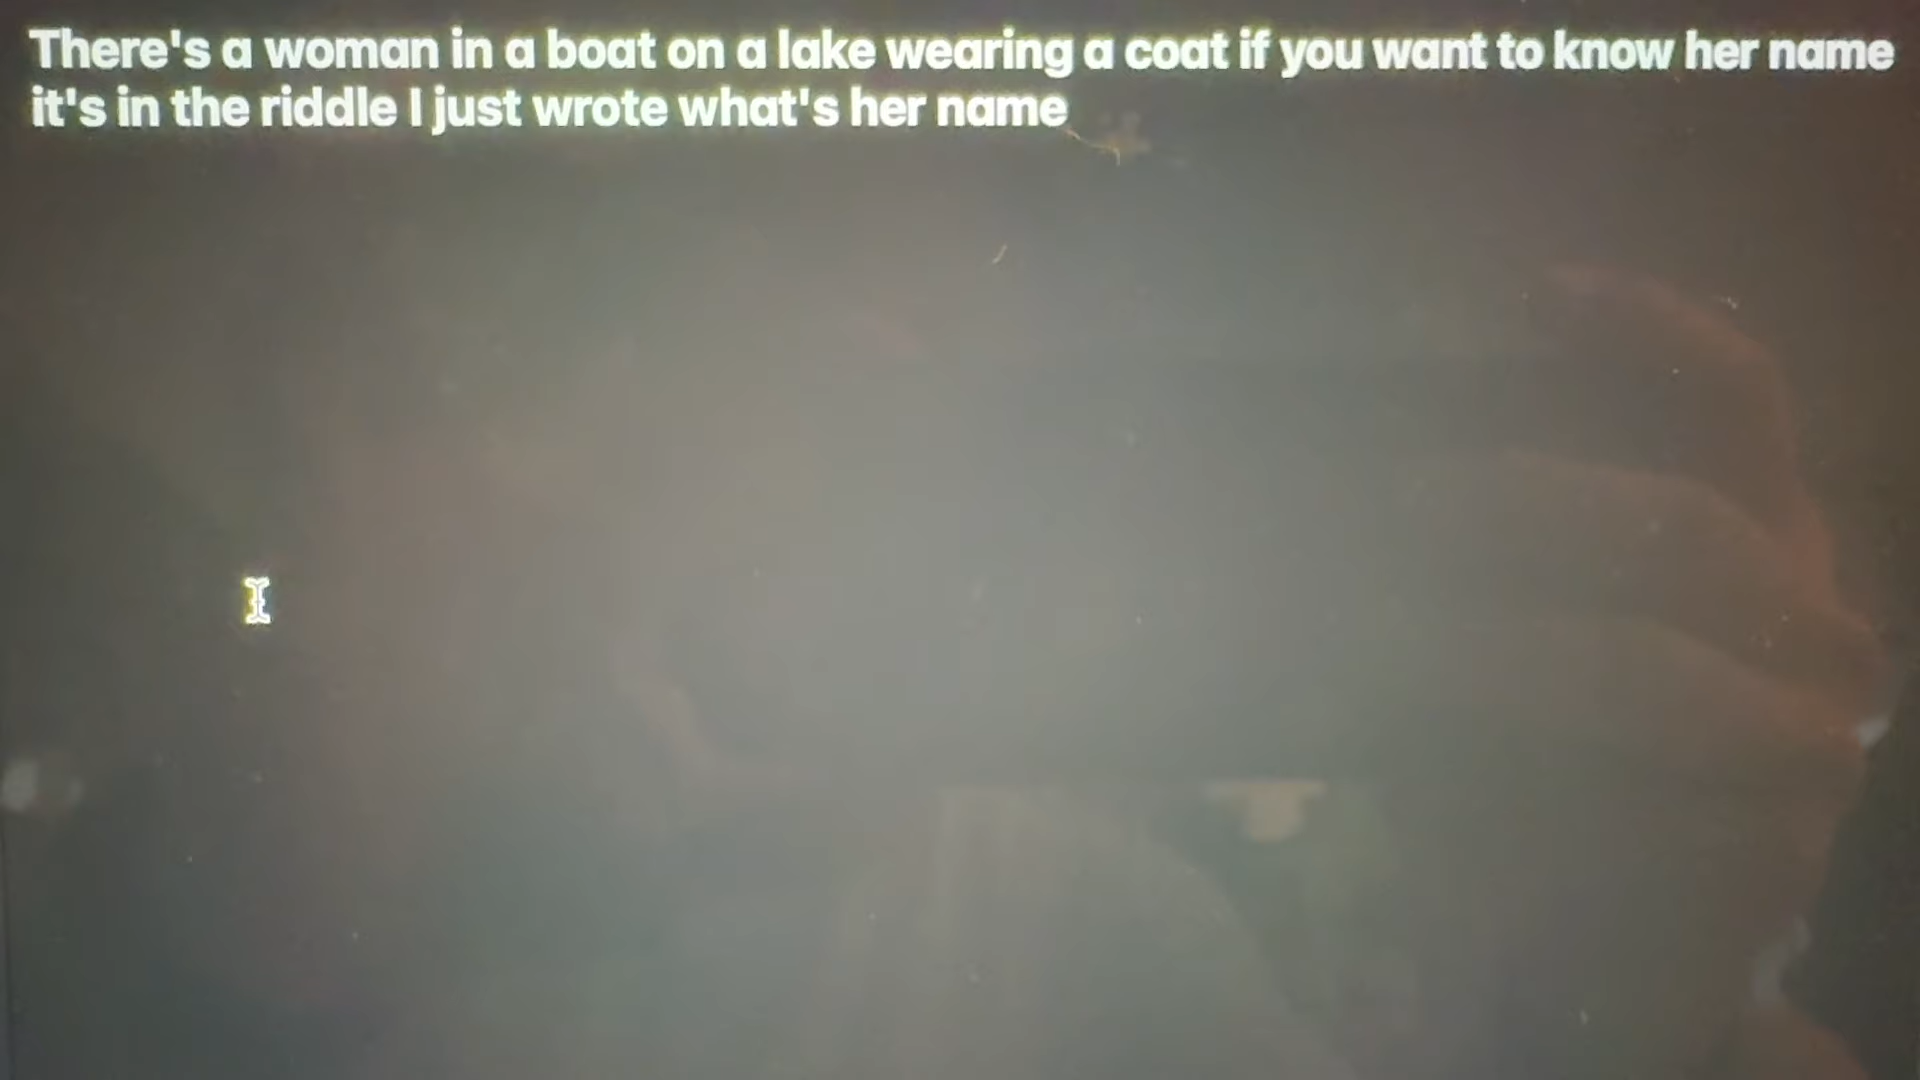 There's a woman in a boat on a lake wearing a coat if you want to know her name
it's in the riddle I just wrote what's her name